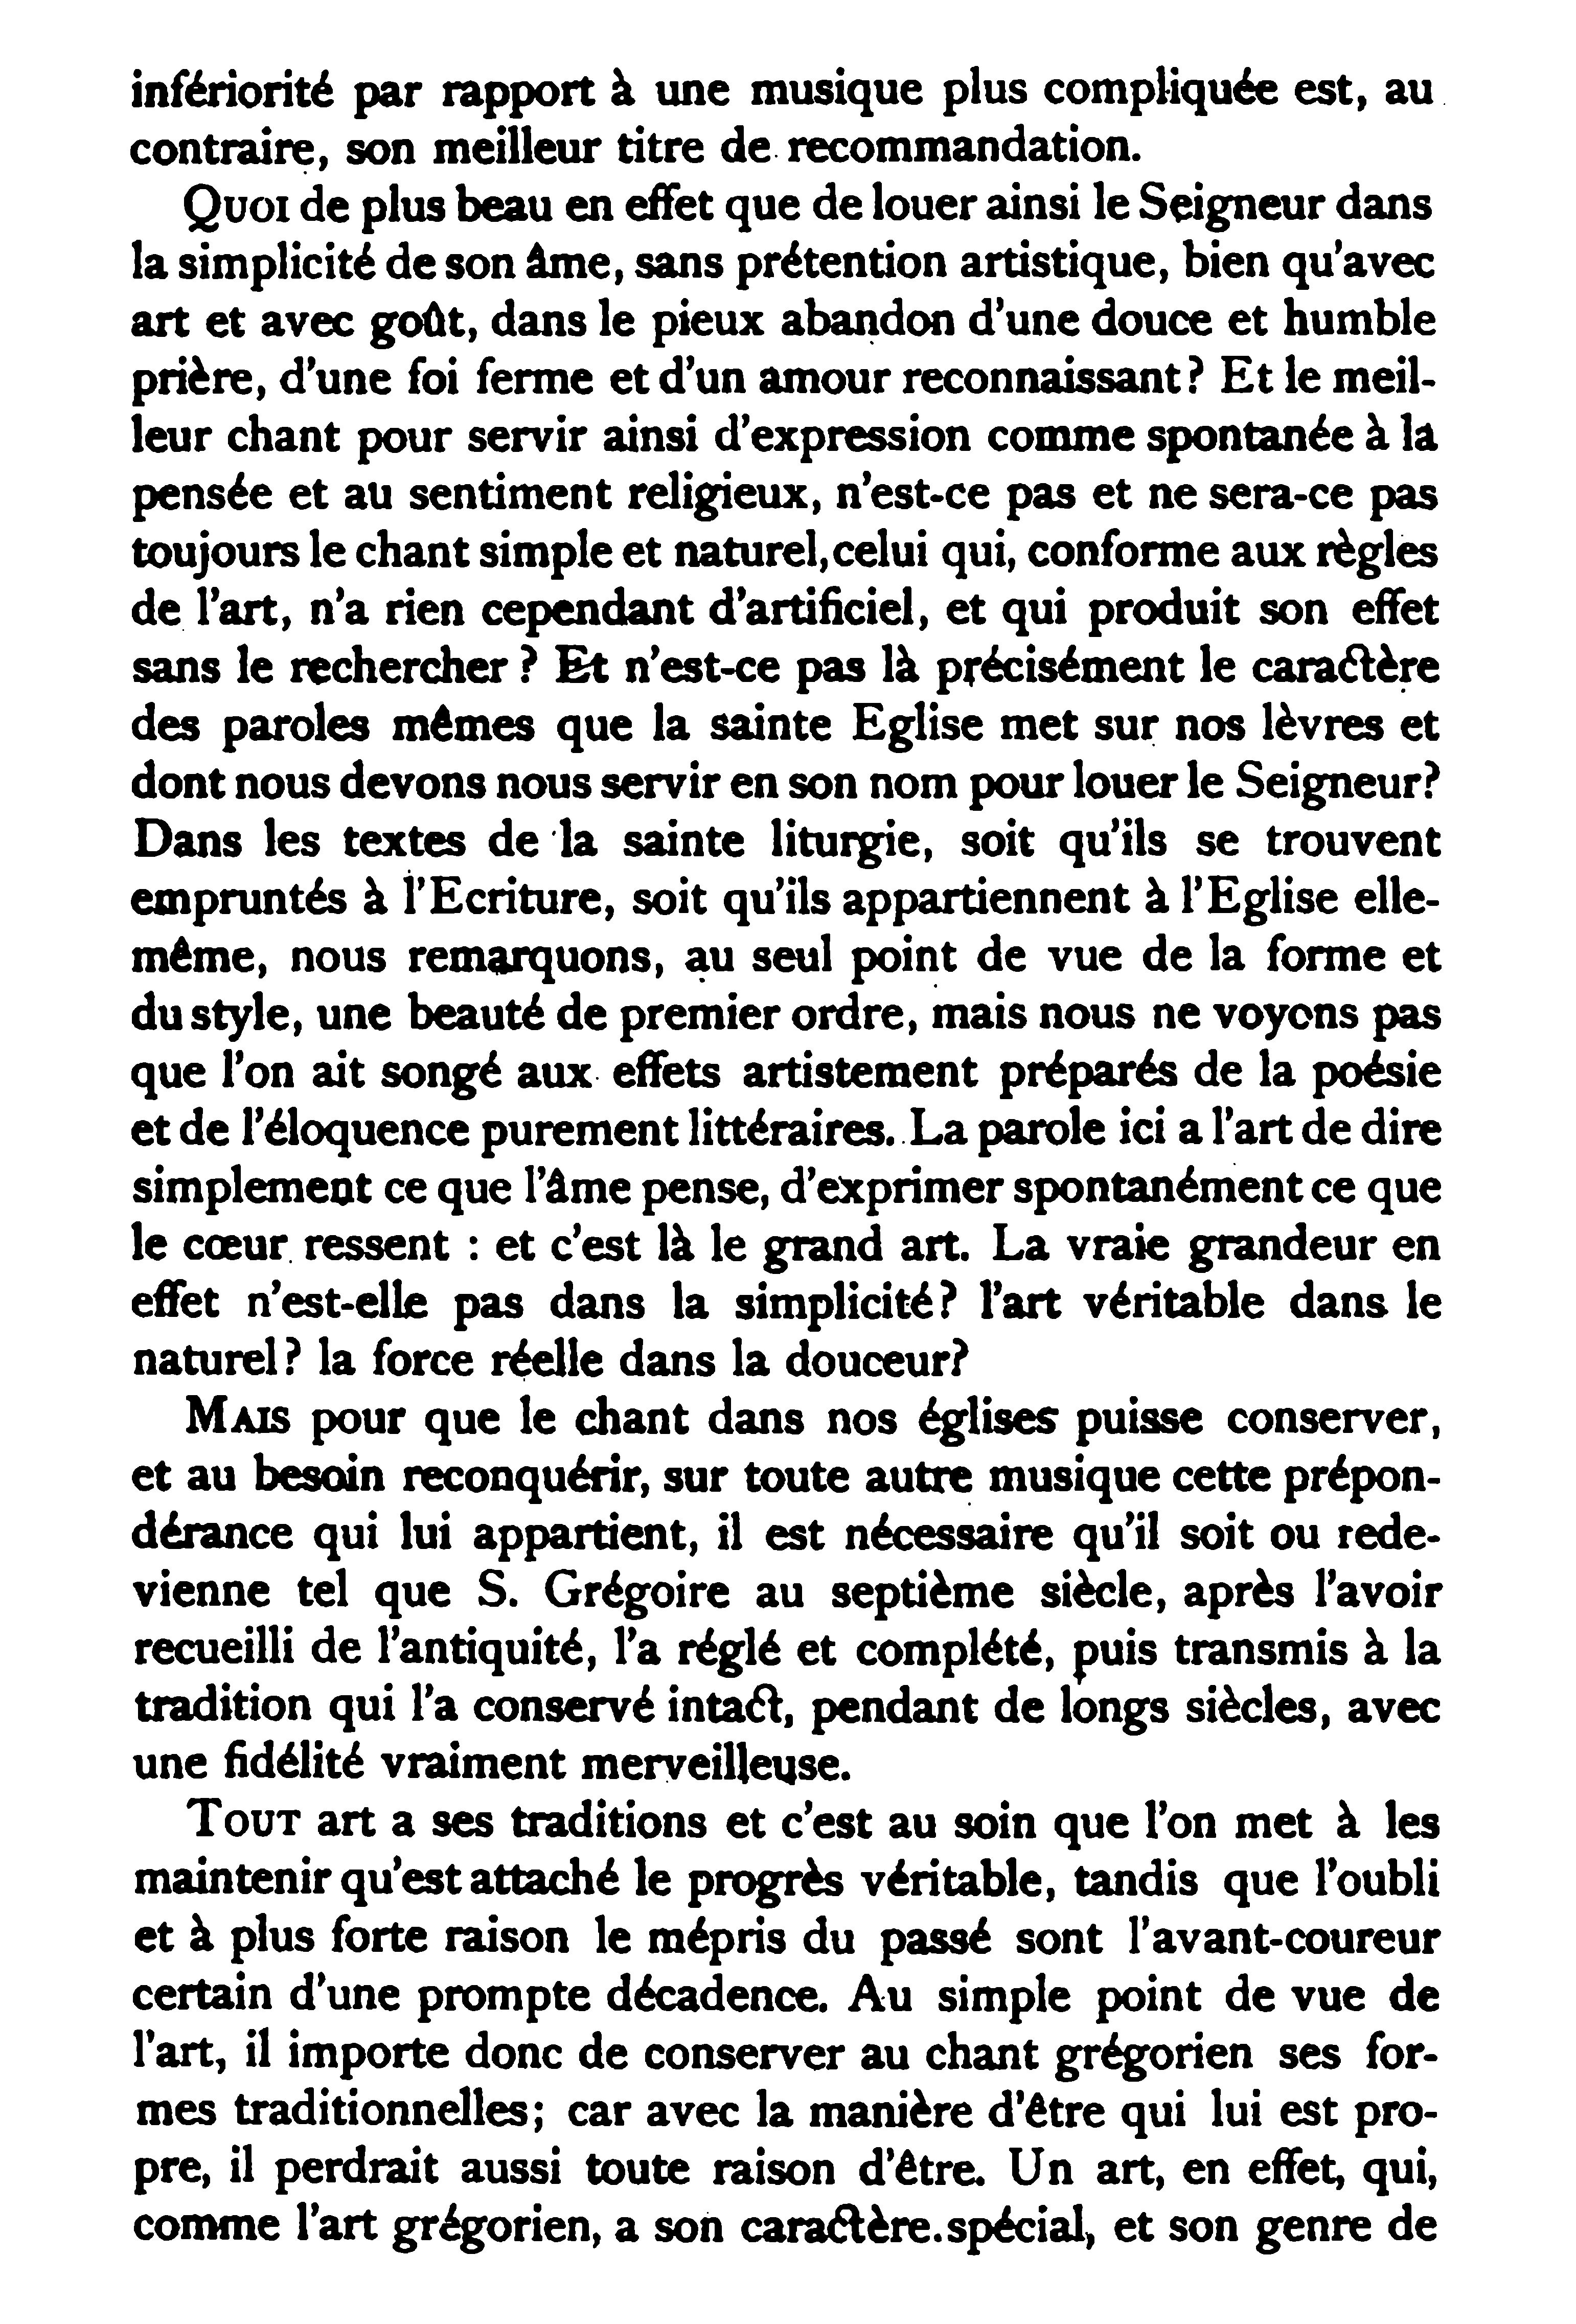 infériorité par rapport à une musique plus compliquée est, au
contraire, son meilleur titre de recommandation.
QUOI de plus beau en effet que de louer ainsi le Seigneur dans
la simplicité de son âme, sans prétention artistique, bien qu'avec
art et avec goût, dans le pieux abandon d'une douce et humble
prière, d'une foi ferme et d'un amour reconnaissant? Et le meil-
leur chant pour servir ainsi d'expression comme spontanée à la
pensée et au sentiment religieux, n'est-ce pas et ne sera-ce pas
toujours le chant simple et naturel, celui qui, conforme aux règles
de l'art, n'a rien cependant d'artificiel, et qui produit son effet
sans le rechercher ? Et n'est-ce pas là précisément le caractère
des paroles mêmes que la sainte Eglise met sur nos lèvres et
dont nous devons nous servir en son nom pour louer le Seigneur?
Dans les textes de la sainte liturgie, soit qu'ils se trouvent
empruntés à l'Ecriture, soit qu'ils appartiennent à l'Eglise elle-
même, nous remarquons, au seul point de vue de la forme et
du style, une beauté de premier ordre, mais nous ne voyons pas
que l'on ait songé aux effets artistement préparés de la poésie
et de l'éloquence purement littéraires. La parole ici a l'art de dire
simplement ce que l'âme pense, d'exprimer spontanément ce que
le cœur ressent : et c'est là le grand art. La vraie grandeur en
effet n'est-elle pas dans la simplicité? l'art véritable dans le
naturel? la force réelle dans la douceur?
MAIS pour que le chant dans nos églises puisse conserver,
et au besoin reconquérir, sur toute autre musique cette prépon-
dérance qui lui appartient, il est nécessaire qu'il soit ou rede-
vienne tel que S. Grégoire au septième siècle, après l'avoir
recueilli de l'antiquité, l'a réglé et complété, puis transmis à la
tradition qui l'a conservé intact, pendant de longs siècles, avec
une fidélité vraiment merveilleuse.
TOUT art a ses traditions et c'est au soin que l'on met à les
maintenir qu'est attaché le progrès véritable, tandis que l'oubli
et à plus forte raison le mépris du passé sont l'avant-coureur
certain d'une prompte décadence. Au simple point de vue de
l'art, il importe donc de conserver au chant grégorien ses for-
mes traditionnelles; car avec la manière d'être qui lui est pro-
pre, il perdrait aussi toute raison d'être. Un art, en effet, qui,
comme l'art grégorien, a son caractère spécial, et son genre de